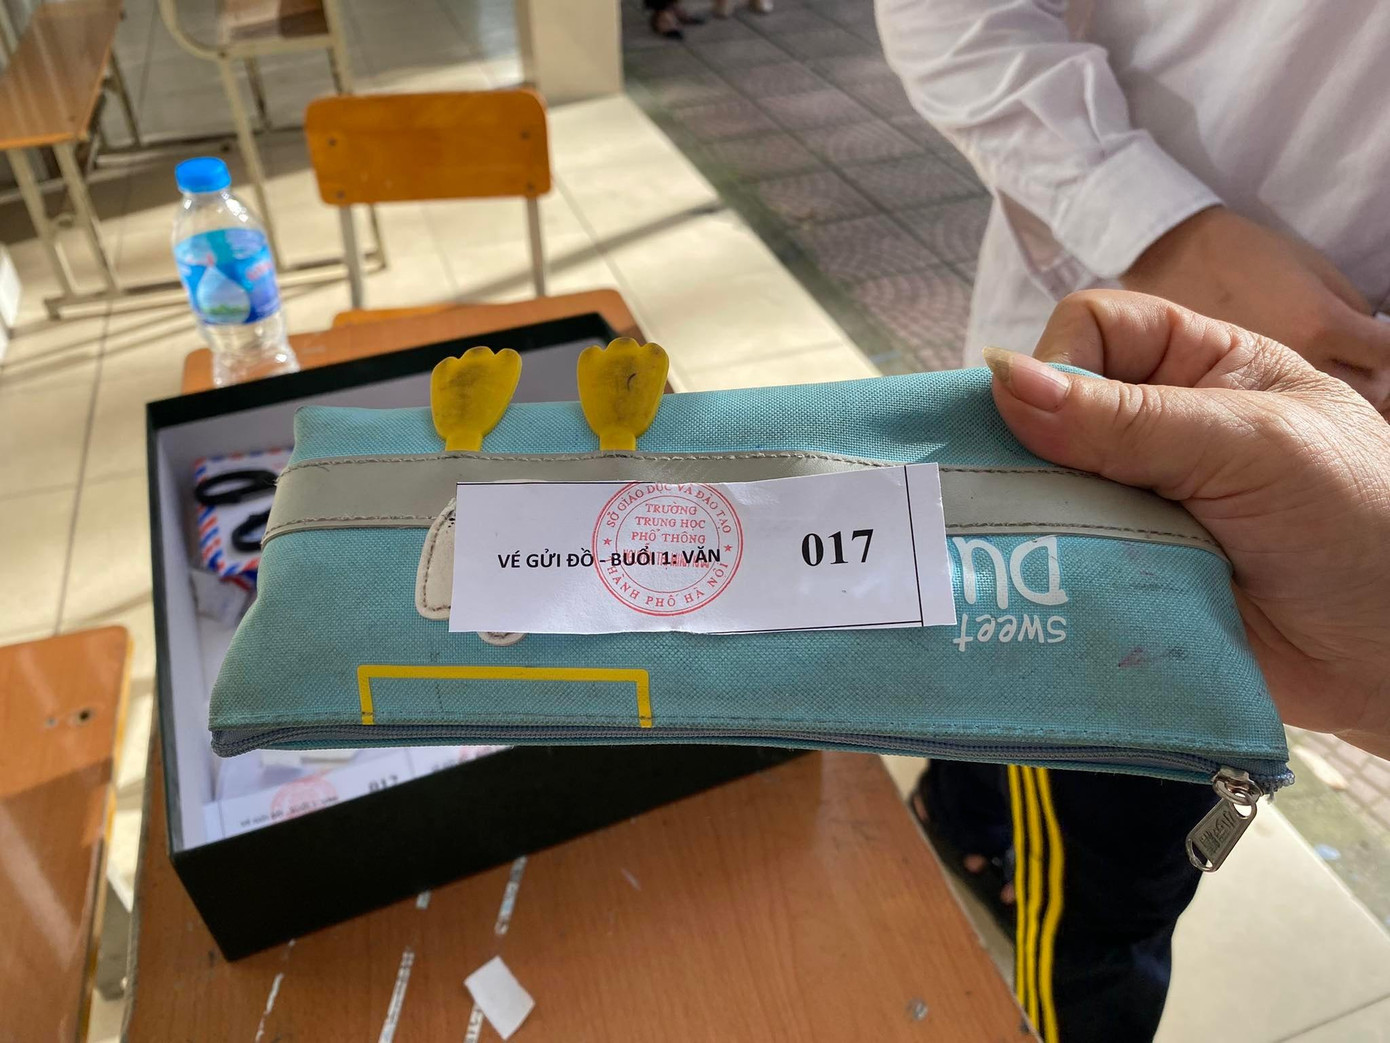 SỞ GIÁO DỤC VÀ ĐÀO TẠO
TRƯỜNG
TRUNG HỌC
PHỔ THÔNG
THÀNH PHỐ HÀ NỘI
VÉ GỬI ĐỒ - BUỔI 1: VĂN
017
sweet
012